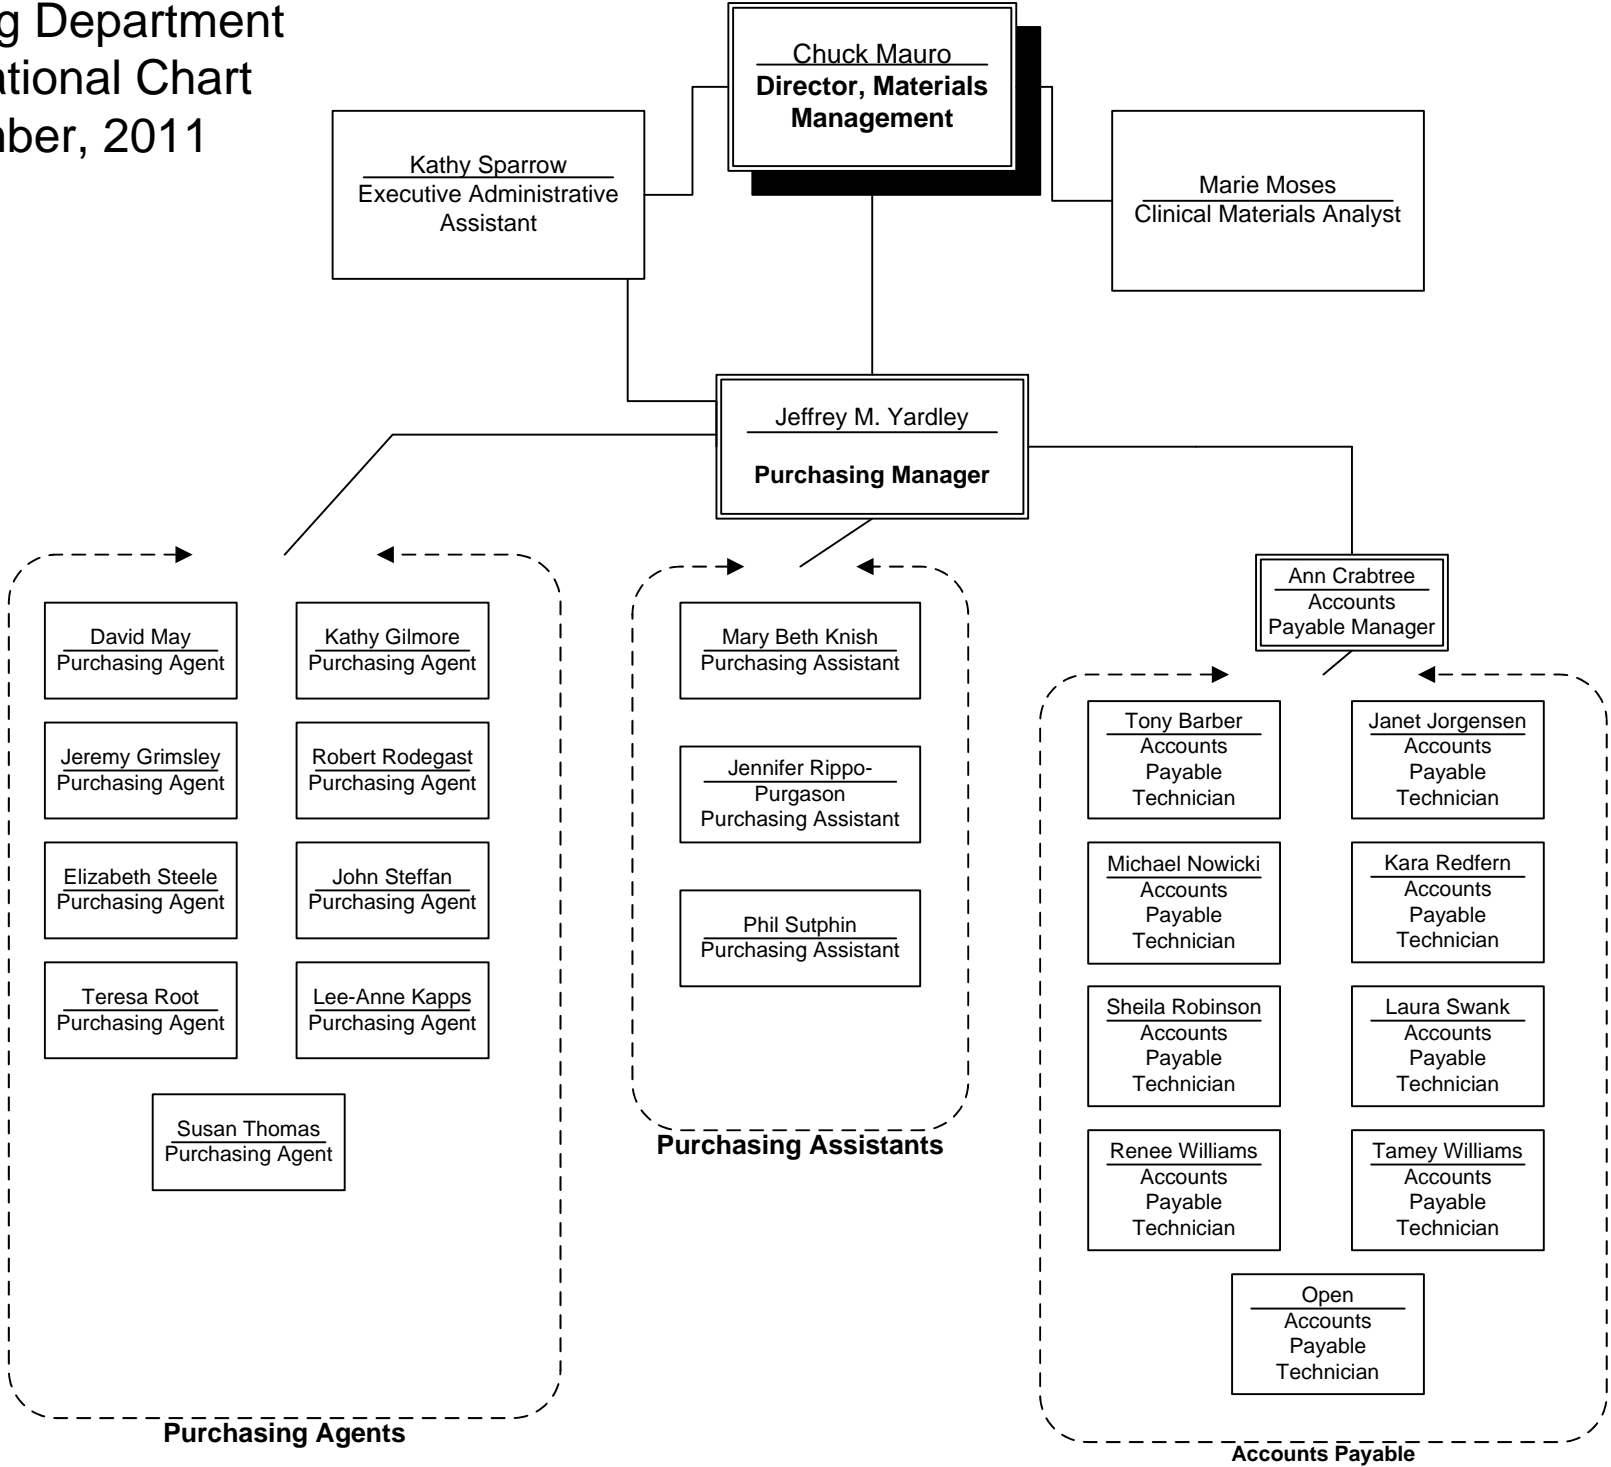 g Department
ational Chart
ber, 2011
Chuck Mauro
Director, Materials
Management
Kathy Sparrow
Executive Administrative
Assistant
Marie Moses
Clinical Materials Analyst
Jeffrey M. Yardley
Purchasing Manager
Ann Crabtree
Accounts
Payable Manager
David May
Purchasing Agent
Kathy Gilmore
Purchasing Agent
Jeremy Grimsley
Purchasing Agent
Robert Rodegast
Purchasing Agent
Elizabeth Steele
Purchasing Agent
John Steffan
Purchasing Agent
Teresa Root
Purchasing Agent
Lee-Anne Kapps
Purchasing Agent
Susan Thomas
Purchasing Agent
Purchasing Agents
Mary Beth Knish
Purchasing Assistant
Jennifer Rippo-
Purgason
Purchasing Assistant
Phil Sutphin
Purchasing Assistant
Purchasing Assistants
Tony Barber
Accounts
Payable
Technician
Janet Jorgensen
Accounts
Payable
Technician
Michael Nowicki
Accounts
Payable
Technician
Kara Redfern
Accounts
Payable
Technician
Sheila Robinson
Accounts
Payable
Technician
Laura Swank
Accounts
Payable
Technician
Renee Williams
Accounts
Payable
Technician
Tamey Williams
Accounts
Payable
Technician
Open
Accounts
Payable
Technician
Accounts Payable